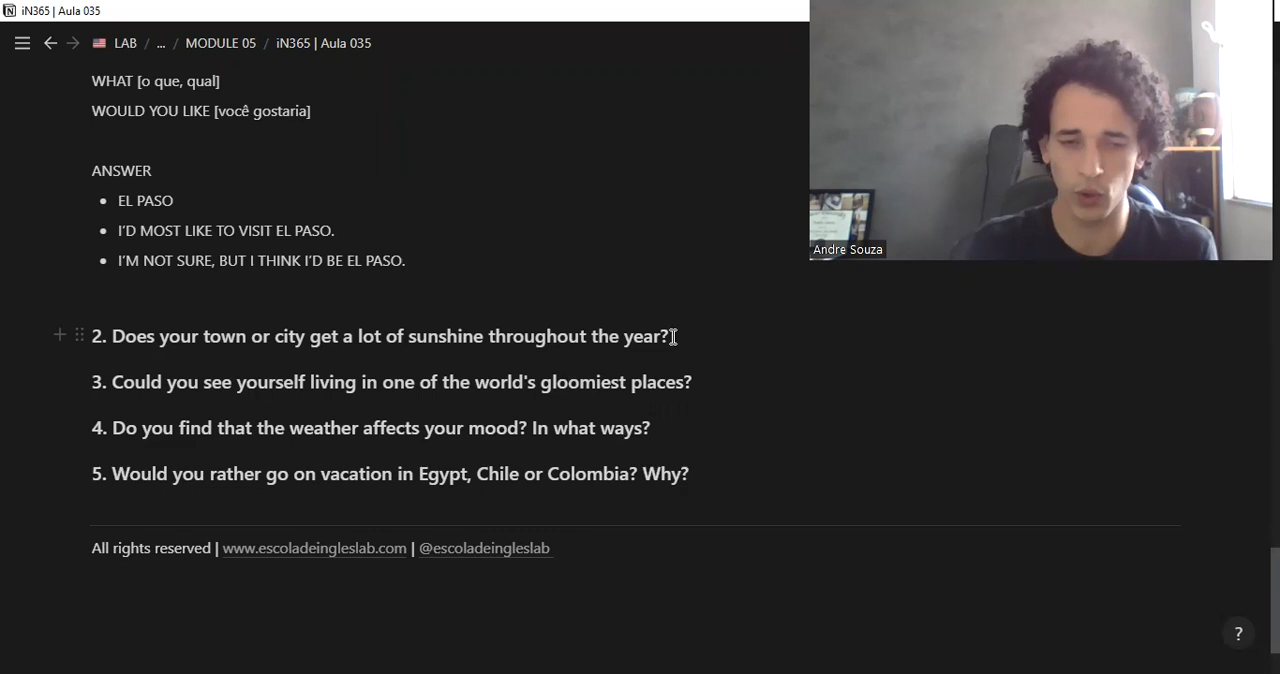 iN365 | Aula 035
LAB / ... / MODULE 05 / iN365 | Aula 035
WHAT [o que, qual]
WOULD YOU LIKE [você gostaria]
ANSWER
• EL PASO
• I'D MOST LIKE TO VISIT EL PASO.
• I'M NOT SURE, BUT I THINK I'D BE EL PASO.
Andre Souza
2. Does your town or city get a lot of sunshine throughout the year?
3. Could you see yourself living in one of the world's gloomiest places?
4. Do you find that the weather affects your mood? In what ways?
5. Would you rather go on vacation in Egypt, Chile or Colombia? Why?
All rights reserved | www.escoladeingleslab.com | @escoladeingleslab
?